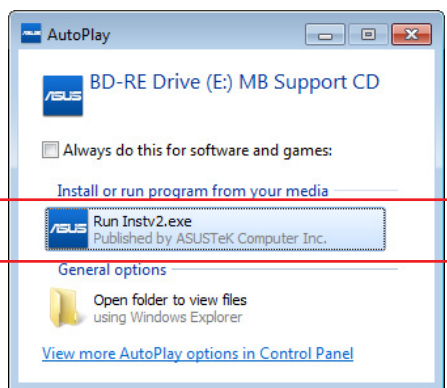 AutoPlay
/SUS
BD-RE Drive (E:) MB Support CD
Always do this for software and games:
Install or run program from your media
/SUS
Run Instv2.exe
Published by ASUSTeK Computer Inc.
General options
Open folder to view files
using Windows Explorer
View more AutoPlay options in Control Panel